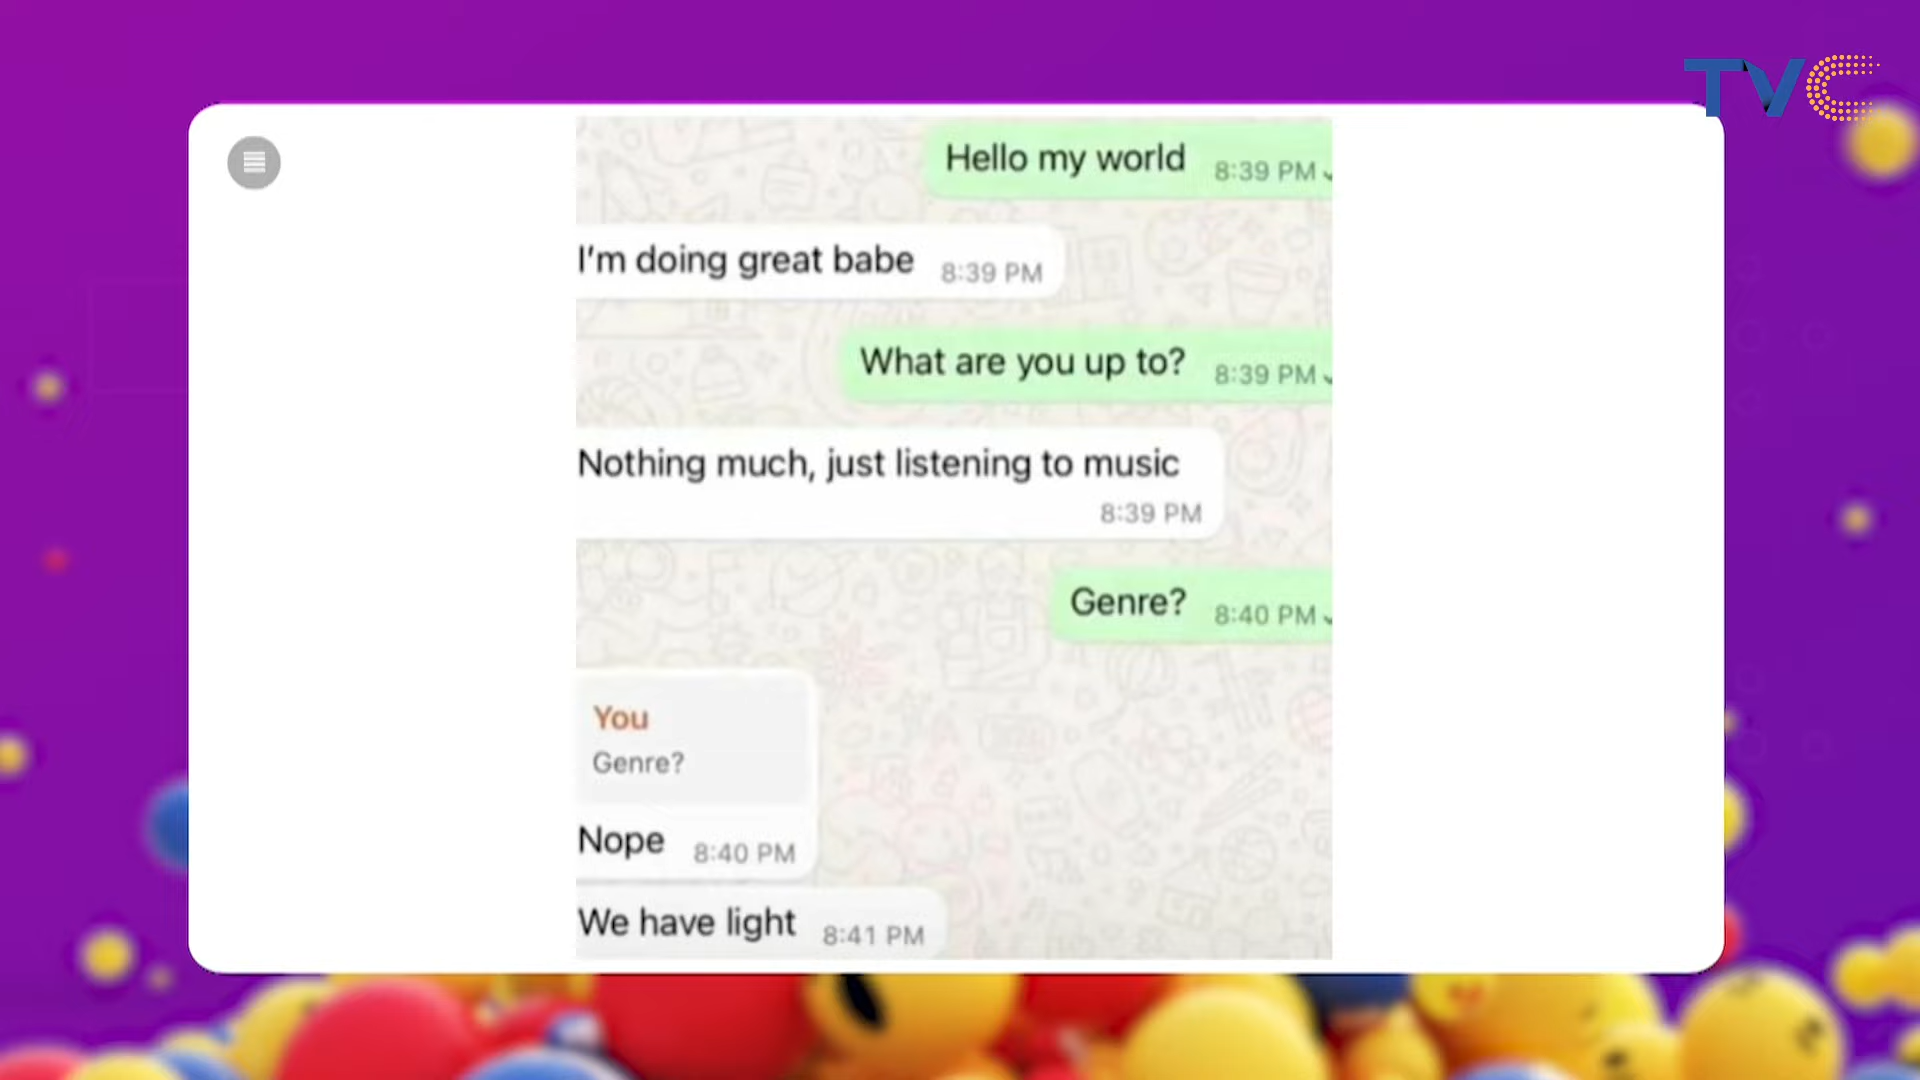 TVC
Hello my world 8:39 PM
I'm doing great babe 8:39 PM
What are you up to? 8:39 PM
Nothing much, just listening to music
8:39 PM
Genre? 8:40 PM
You
Genre?
Nope 8:40 PM
We have light 8:41 PM